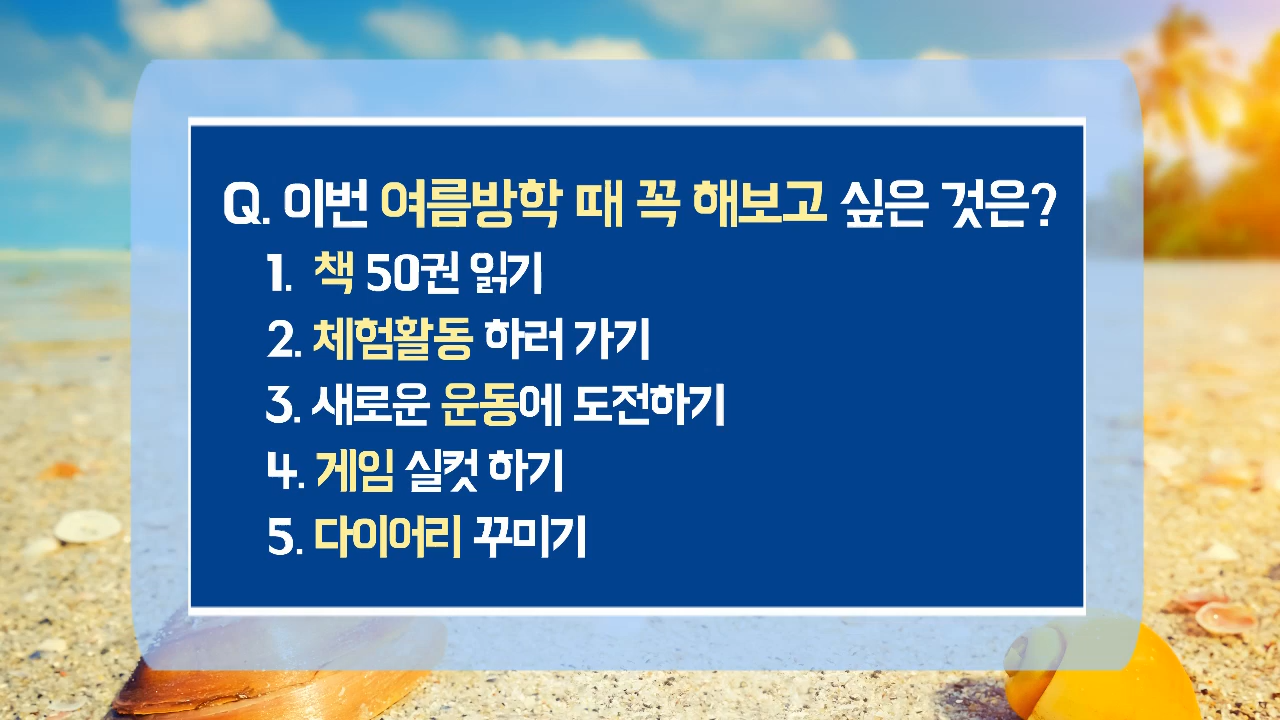 Q. 이번 여름방학 때 꼭 해보고 싶은 것은?
1. 책 50권 읽기
2. 체험활동 하러 가기
3. 새로운 운동에 도전하기
4. 게임 실컷 하기
5. 다이어리 꾸미기